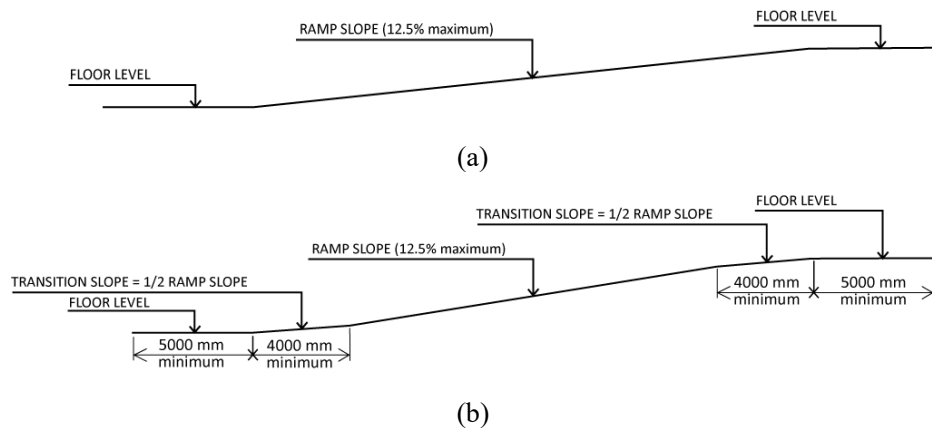 FLOOR LEVEL
RAMP SLOPE (12.5% maximum)
FLOOR LEVEL
(a)
FLOOR LEVEL
TRANSITION SLOPE = 1/2 RAMP SLOPE
RAMP SLOPE (12.5% maximum)
TRANSITION SLOPE = 1/2 RAMP SLOPE
FLOOR LEVEL
4000 mm
minimum
5000 mm
minimum
5000 mm
minimum
4000 mm
minimum
(b)